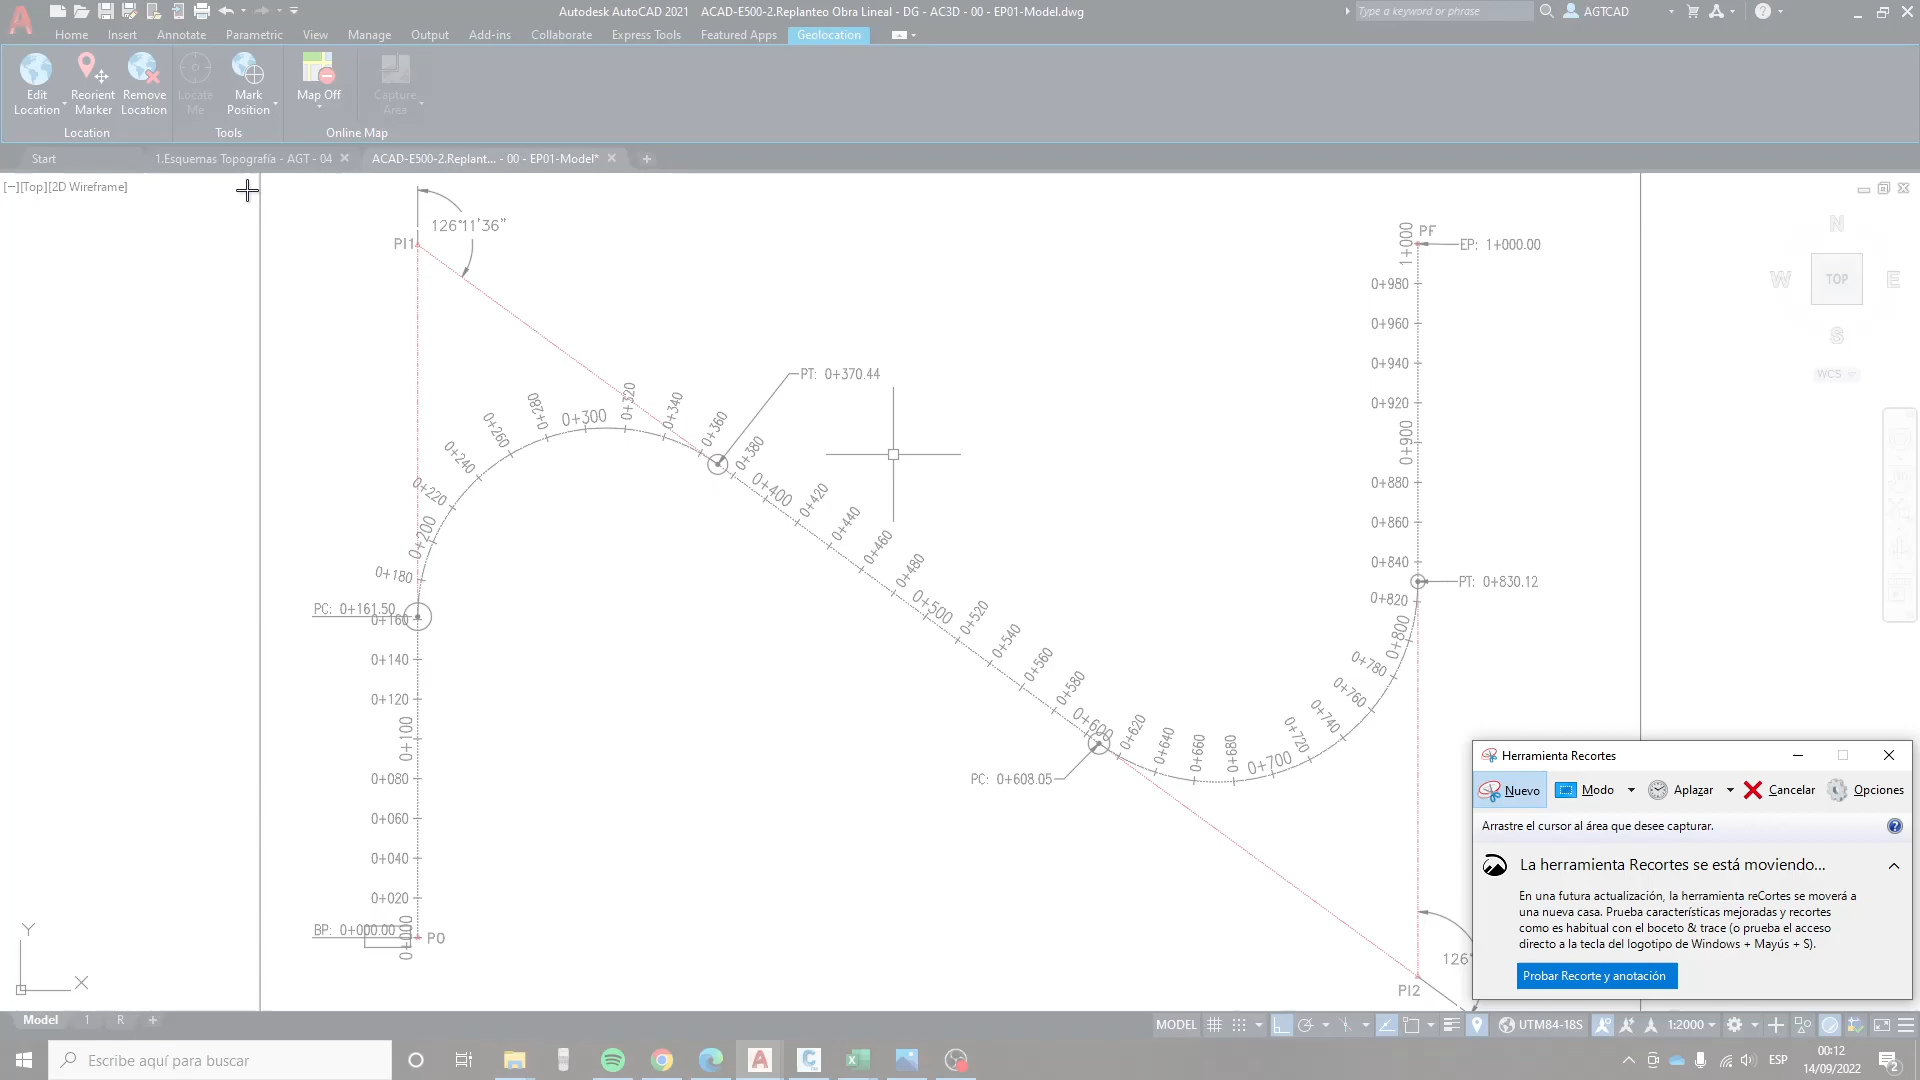 Autodesk AutoCAD 2021 ACAD-E500-2.Replanteo Obra Lineal - DG - AC3D - 00 - EP01-Model.dwg
Type a keyword or phrase
AGTCAD
Home Insert Annotate Parametric View Manage Output Add-ins Collaborate Express Tools Featured Apps Geolocation
Edit Location
Reorient Marker
Remove Location
Locate Me
Mark Position
Map Off
Capture Area
Location
Tools
Online Map
Start
1.Esquemas Topografía - AGT - 04
ACAD-E500-2.Replant... - 00 - EP01-Model*
[−][Top][2D Wireframe]
126°11'36"
PI1
PF
1+000
EP: 1+000.00
0+980
0+960
0+940
0+920
0+900
0+880
0+860
0+840
PT: 0+830.12
0+820
0+800
0+780
0+760
0+740
0+720
0+700
0+680
0+660
0+640
0+620
0+600
PC: 0+608.05
0+580
0+560
0+540
0+520
0+500
0+480
0+460
0+440
0+420
0+400
0+380
PT: 0+370.44
0+360
0+340
0+320
0+300
0+280
0+260
0+240
0+220
0+200
0+180
PC: 0+161.50
0+160
0+140
0+120
0+100
0+080
0+060
0+040
0+020
BP: 0+000.00
0+000
P0
126°
PI2
N
W
TOP
E
S
WCS
Y
X
Herramienta Recortes
Nuevo
Modo
Aplazar
Cancelar
Opciones
Arrastre el cursor al área que desee capturar.
La herramienta Recortes se está moviendo...
En una futura actualización, la herramienta reCortes se moverá a
una nueva casa. Prueba características mejoradas y recortes
como es habitual con el boceto & trace (o prueba el acceso
directo a la tecla del logotipo de Windows + Mayús + S).
Probar Recorte y anotación
Model 1 R
MODEL
UTM84-18S
1:2000
Escribe aquí para buscar
ESP
00:12
14/09/2022
2